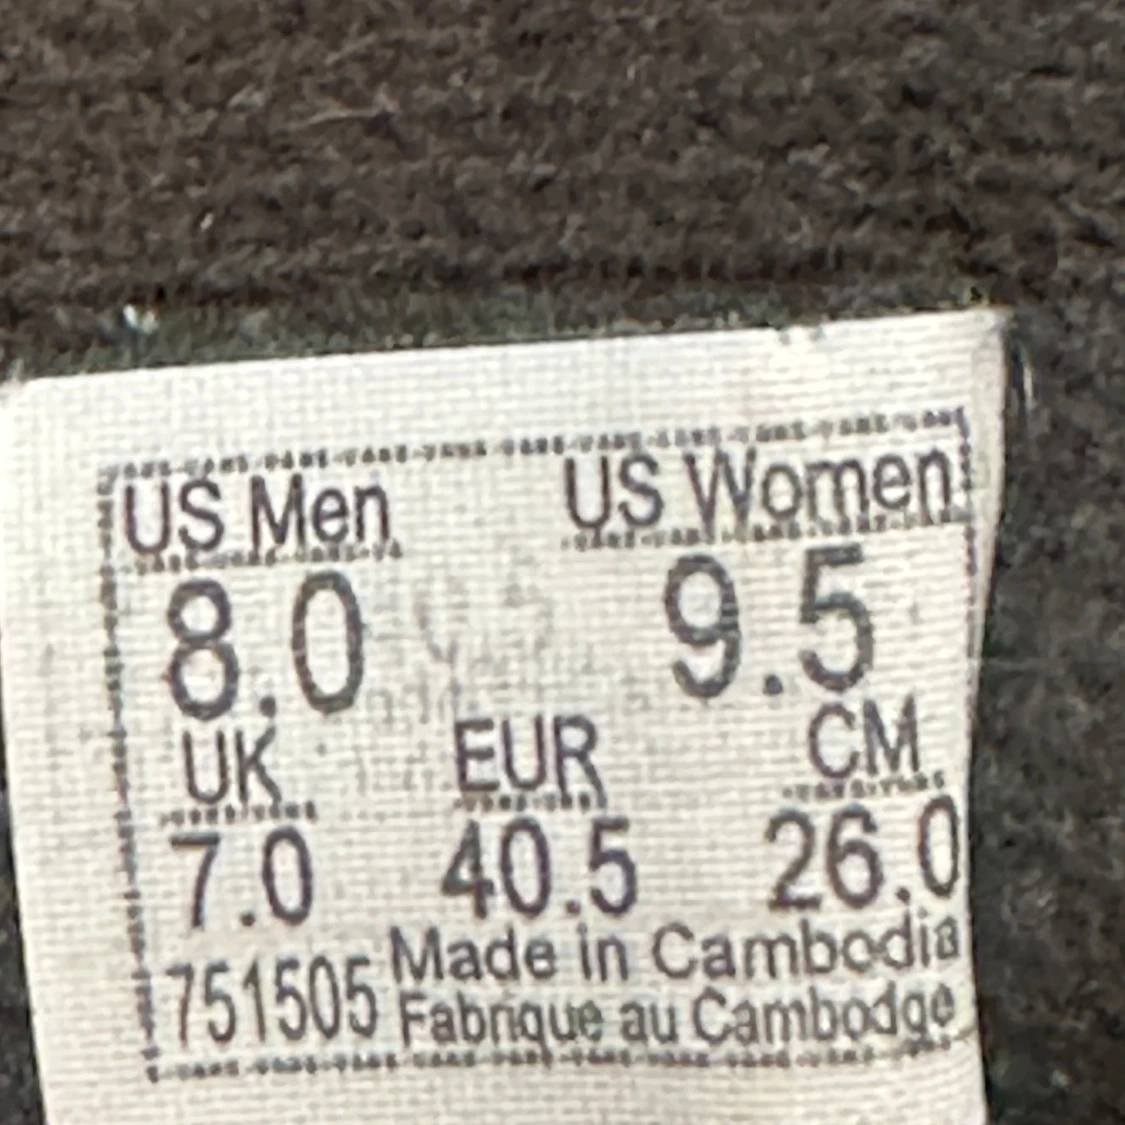 US Men US Women
8.0 9.5
UK EUR CM
7.0 40.5 26.0
751505 Made in Cambodia
Fabrique au Cambodge